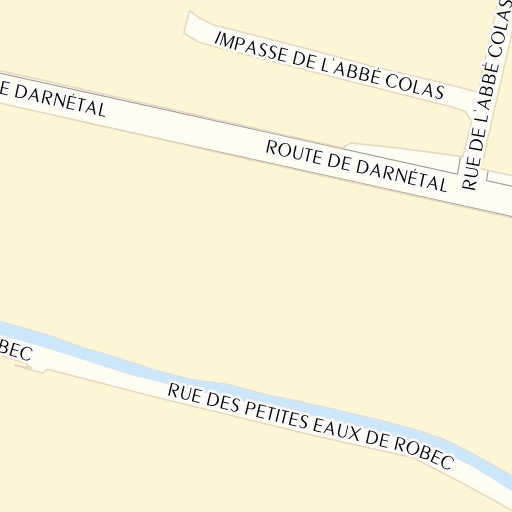 IMPASSE DE L'ABBÉ COLAS
RUE DE L'ABBÉ COLAS
E DARNÉTAL
ROUTE DE DARNÉTAL
BEC
RUE DES PETITES EAUX DE ROBEC